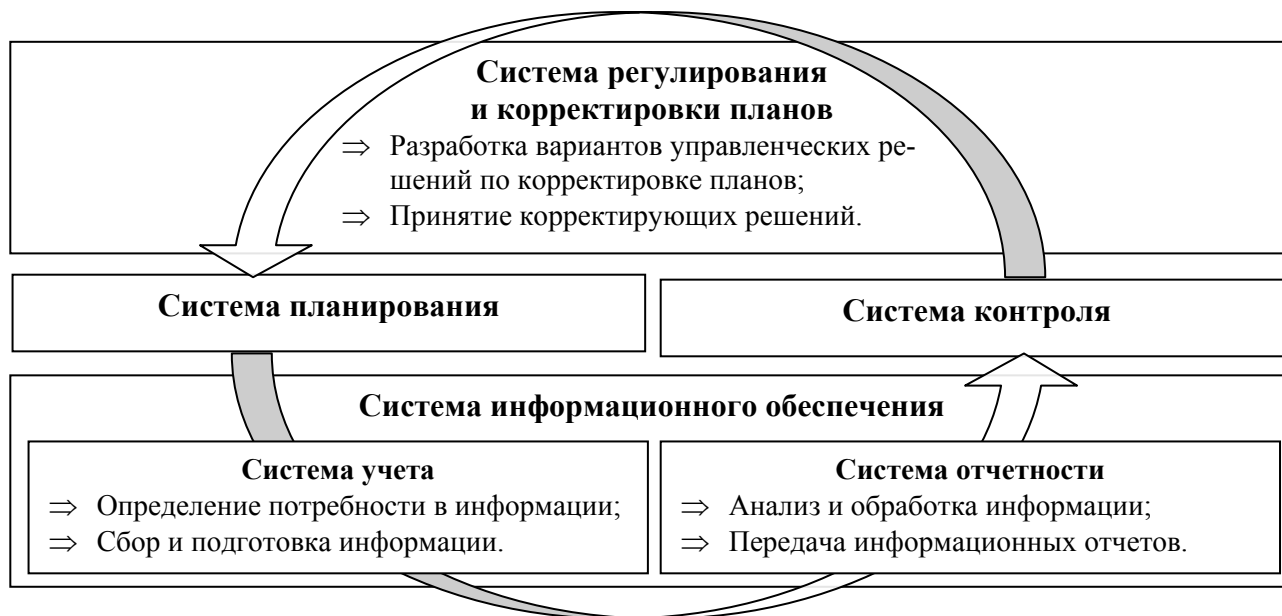 Система регулирования
и корректировки планов
⇒ Разработка вариантов управленческих ре-
шений по корректировке планов;
⇒ Принятие корректирующих решений.
Система планирования
Система контроля
Система информационного обеспечения
Система учета
⇒ Определение потребности в информации;
⇒ Сбор и подготовка информации.
Система отчетности
⇒ Анализ и обработка информации;
⇒ Передача информационных отчетов.